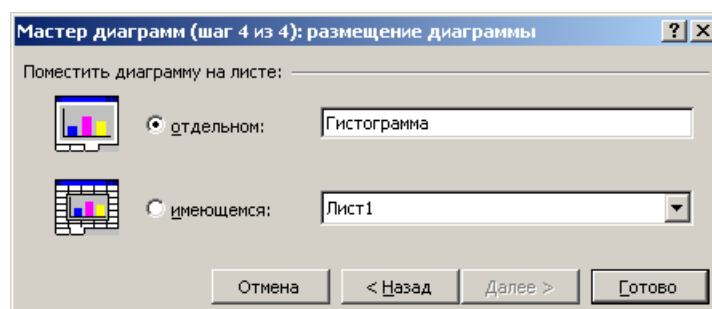 Мастер диаграмм (шаг 4 из 4): размещение диаграммы
Поместить диаграмму на листе:
отдельном: Гистограмма
имеющемся: Лист1
Отмена < Назад Далее > Готово